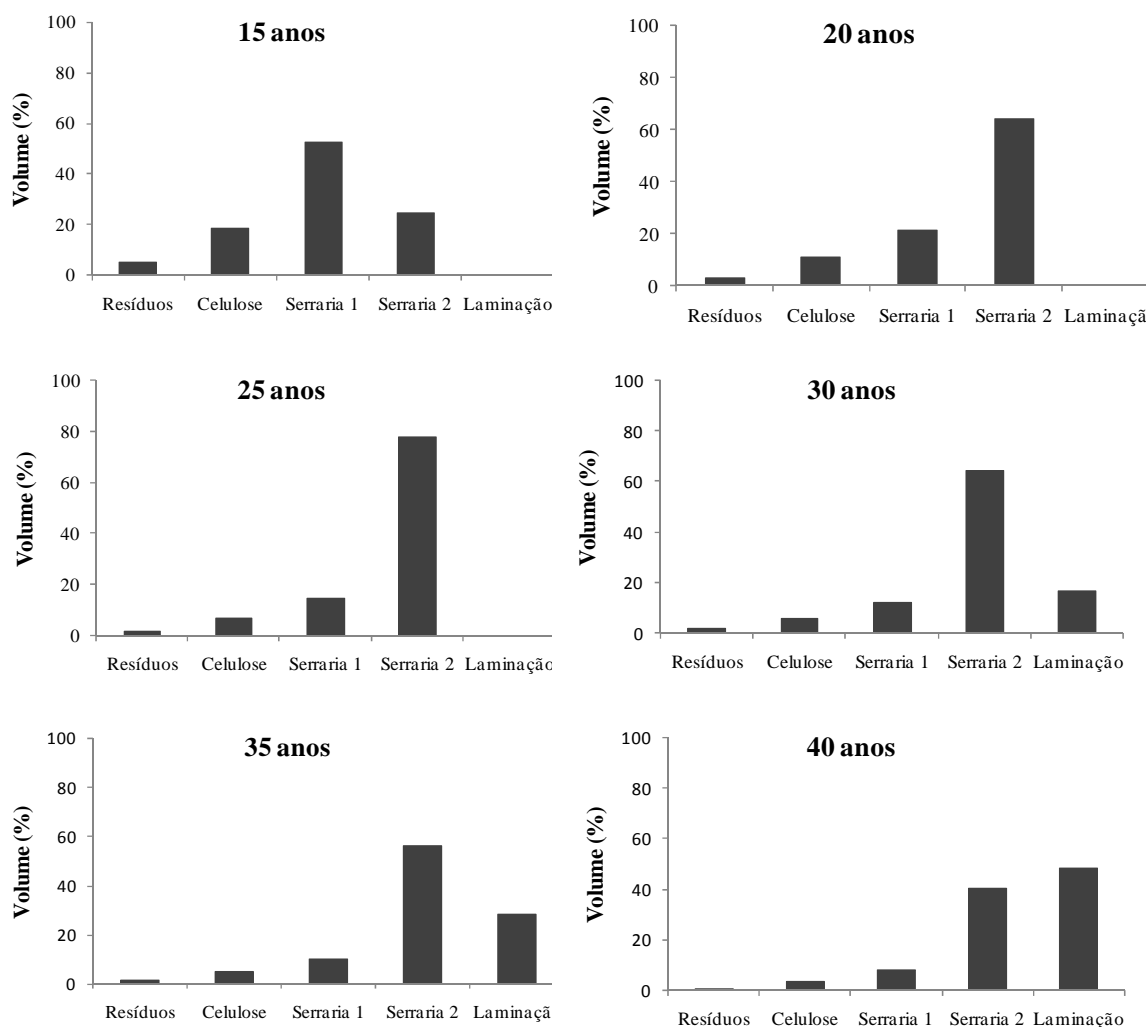 15 anos
Volume (%)
100
80
60
40
20
0
Resíduos Celulose Serraria 1 Serraria 2 Laminação
20 anos
Volume (%)
100
80
60
40
20
0
Resíduos Celulose Serraria 1 Serraria 2 Laminaçã
25 anos
Volume (%)
100
80
60
40
20
0
Resíduos Celulose Serraria 1 Serraria 2 Laminação
30 anos
Volume (%)
100
80
60
40
20
0
Resíduos Celulose Serraria 1 Serraria 2 Laminação
35 anos
Volume (%)
100
80
60
40
20
0
Resíduos Celulose Serraria 1 Serraria 2 Laminação
40 anos
Volume (%)
100
80
60
40
20
0
Resíduos Celulose Serraria 1 Serraria 2 Laminação